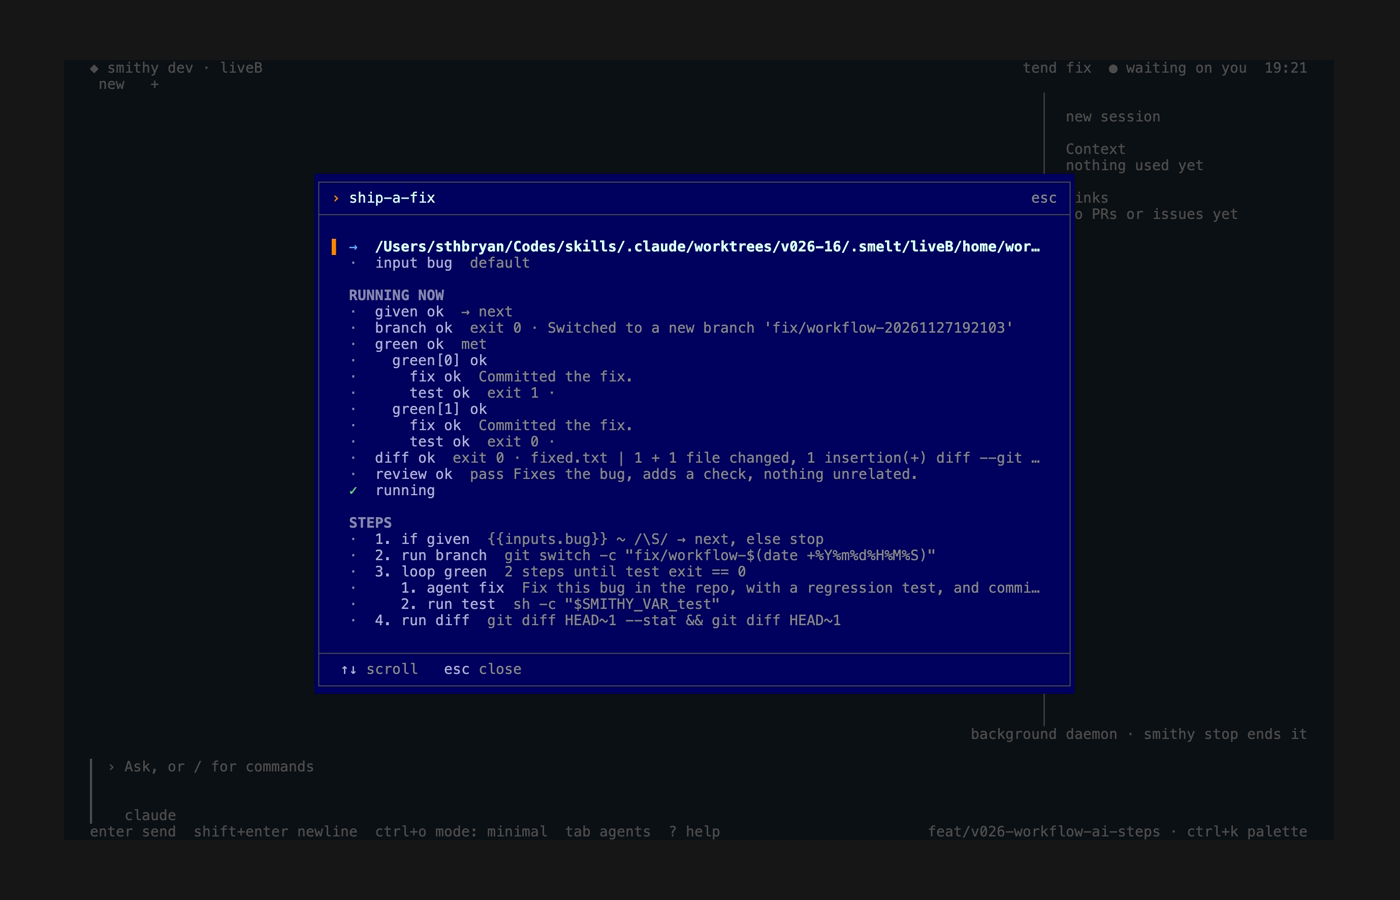 ◆ smithy dev · liveB
tend fix ● waiting on you 19:21
new +
new session
Context
nothing used yet
inks
o PRs or issues yet
› ship-a-fix esc
→ /Users/sthbryan/Codes/skills/.claude/worktrees/v026-16/.smelt/liveB/home/wor…
· input bug default
RUNNING NOW
· given ok → next
· branch ok exit 0 · Switched to a new branch 'fix/workflow-20261127192103'
· green ok met
· green[0] ok
· fix ok Committed the fix.
· test ok exit 1 ·
· green[1] ok
· fix ok Committed the fix.
· test ok exit 0 ·
· diff ok exit 0 · fixed.txt | 1 + 1 file changed, 1 insertion(+) diff --git …
· review ok pass Fixes the bug, adds a check, nothing unrelated.
✓ running
STEPS
· 1. if given {{inputs.bug}} ~ /\S/ → next, else stop
· 2. run branch git switch -c "fix/workflow-$(date +%Y%m%d%H%M%S)"
· 3. loop green 2 steps until test exit == 0
· 1. agent fix Fix this bug in the repo, with a regression test, and commi…
· 2. run test sh -c "$SMITHY_VAR_test"
· 4. run diff git diff HEAD~1 --stat && git diff HEAD~1
↑↓ scroll esc close
background daemon · smithy stop ends it
› Ask, or / for commands
claude
enter send shift+enter newline ctrl+o mode: minimal tab agents ? help
feat/v026-workflow-ai-steps · ctrl+k palette